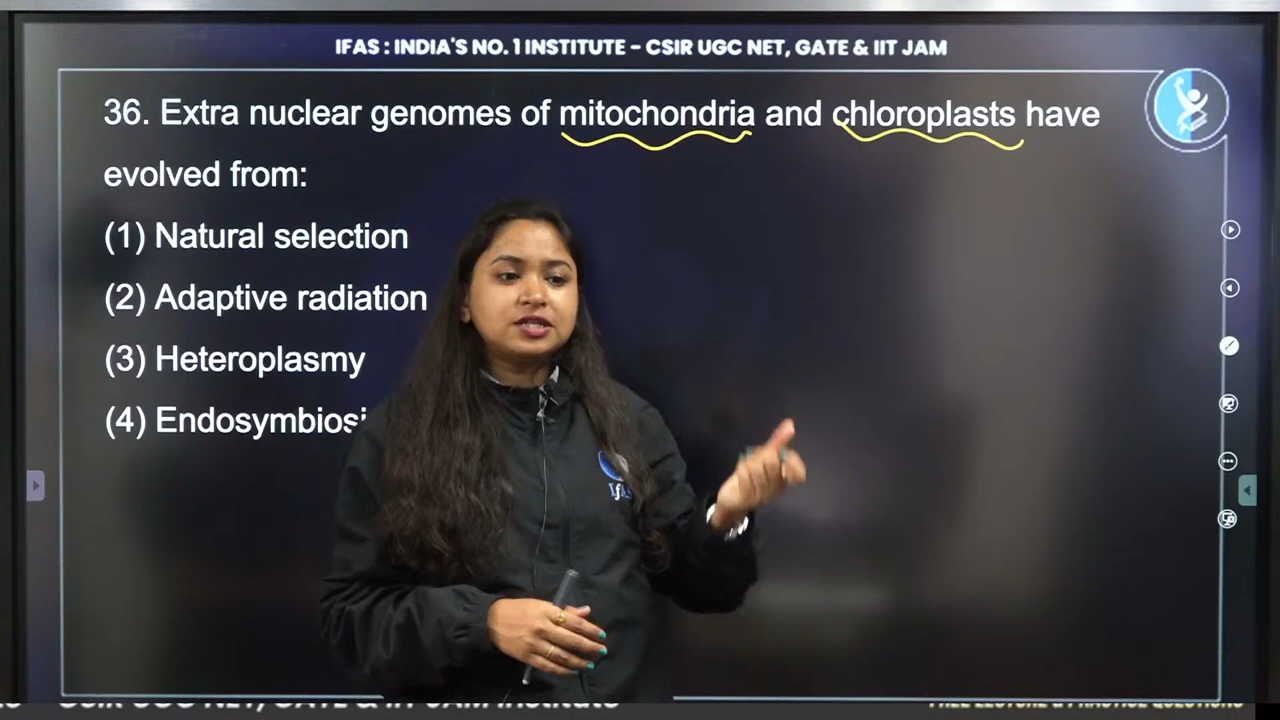 IFAS : INDIA'S NO. 1 INSTITUTE - CSIR UGC NET, GATE & IIT JAM
36. Extra nuclear genomes of mitochondria and chloroplasts have
evolved from:
(1) Natural selection
(2) Adaptive radiation
(3) Heteroplasmy
(4) Endosymbiosi